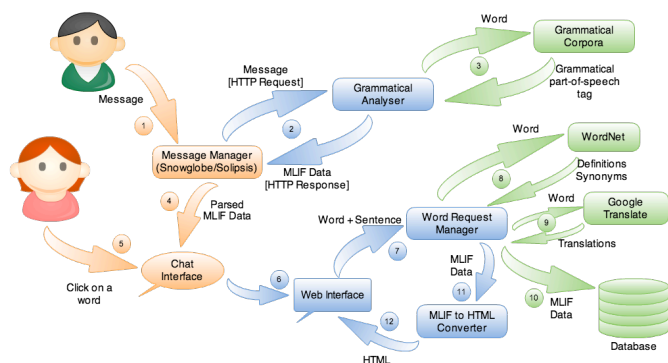 Message
1
Message Manager
(Snowglobe/Solipsis)
Message
[HTTP Request]
2
MLIF Data
[HTTP Response]
Grammatical
Analyser
Word
3
Grammatical
part-of-speech
tag
Grammatical
Corpora
4
Parsed
MLIF Data
5
Click on a
word
Chat
Interface
6
Web Interface
Word + Sentence
7
Word Request
Manager
Word
8
Definitions
Synonyms
WordNet
Word
9
Translations
Google
Translate
10
MLIF
Data
Database
MLIF
Data
11
MLIF to HTML
Converter
12
HTML